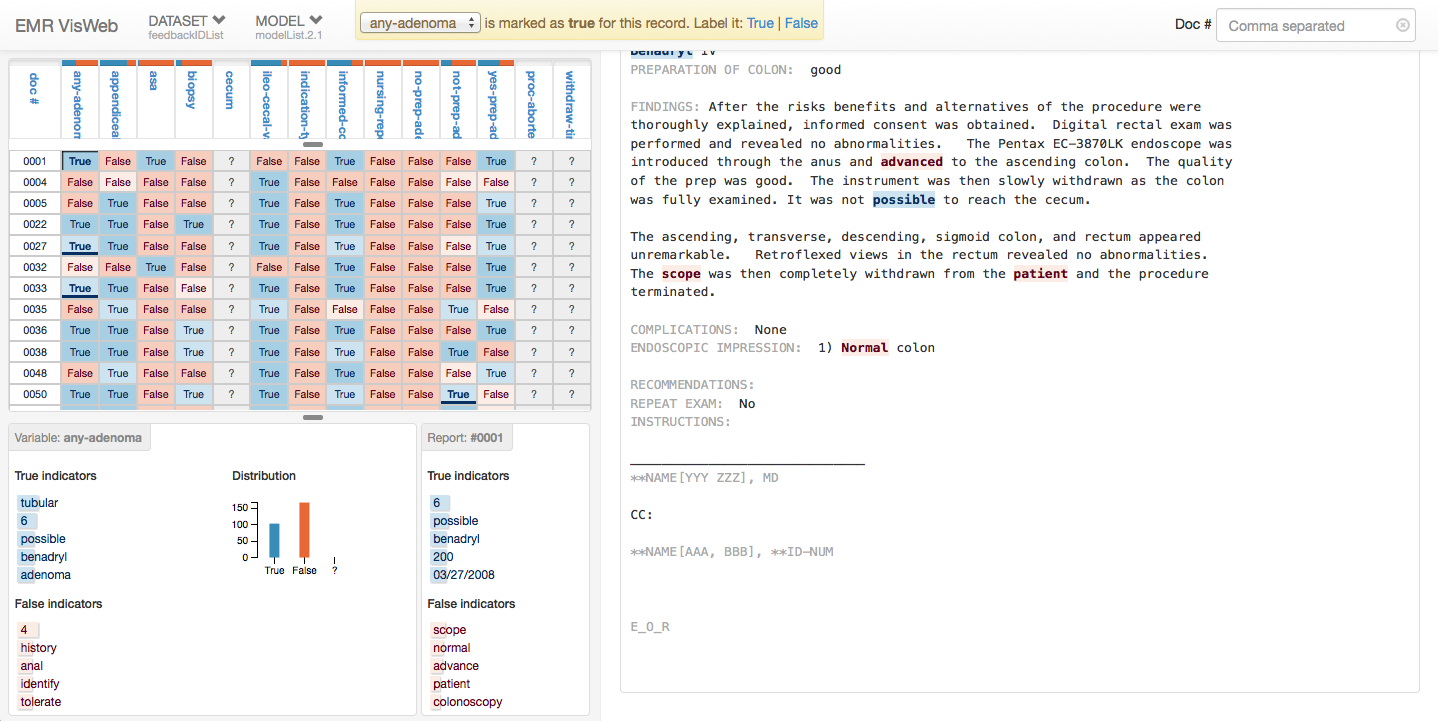 EMR VisWeb
DATASET
feedbackIDList
MODEL
modelList.2.1
any-adenoma is marked as true for this record. Label it: True | False
Doc # Comma separated
doc # any-adenom appendiceal asa biopsy cecum ileo-cecal-v indication-ty informed-co nursing-repo no-prep-ade not-prep-ad yes-prep-ad proc-aborte withdraw-tim
0001 True False True False ? False False True False False False True ? ?
0004 False False False False ? True False False False False False False ? ?
0005 False True False False ? True False True False False False True ? ?
0022 True True False True ? True False True False False False True ? ?
0027 True True False False ? True False True False False False True ? ?
0032 False False True False ? False False True False False False True ? ?
0033 True True False False ? True False True False False False True ? ?
0035 False True False False ? True False False False False True False ? ?
0036 True True False True ? True False True False False False True ? ?
0038 True True False True ? True False True False False True False ? ?
0048 False True False False ? True False True False False False True ? ?
0050 True True False True ? True False True False False True False ? ?
Variable: any-adenoma
True indicators
tubular
6
possible
benadryl
adenoma
False indicators
4
history
anal
identify
tolerate
Distribution
150
100
50
0
True False ?
Report: #0001
True indicators
6
possible
benadryl
200
03/27/2008
False indicators
scope
normal
advance
patient
colonoscopy
Benadryl IV
PREPARATION OF COLON: good
FINDINGS: After the risks benefits and alternatives of the procedure were
thoroughly explained, informed consent was obtained. Digital rectal exam was
performed and revealed no abnormalities. The Pentax EC-3870LK endoscope was
introduced through the anus and advanced to the ascending colon. The quality
of the prep was good. The instrument was then slowly withdrawn as the colon
was fully examined. It was not possible to reach the cecum.
The ascending, transverse, descending, sigmoid colon, and rectum appeared
unremarkable. Retroflexed views in the rectum revealed no abnormalities.
The scope was then completely withdrawn from the patient and the procedure
terminated.
COMPLICATIONS: None
ENDOSCOPIC IMPRESSION: 1) Normal colon
RECOMMENDATIONS:
REPEAT EXAM: No
INSTRUCTIONS:
______________________________
**NAME[YYY ZZZ], MD
CC:
**NAME[AAA, BBB], **ID-NUM
E_O_R